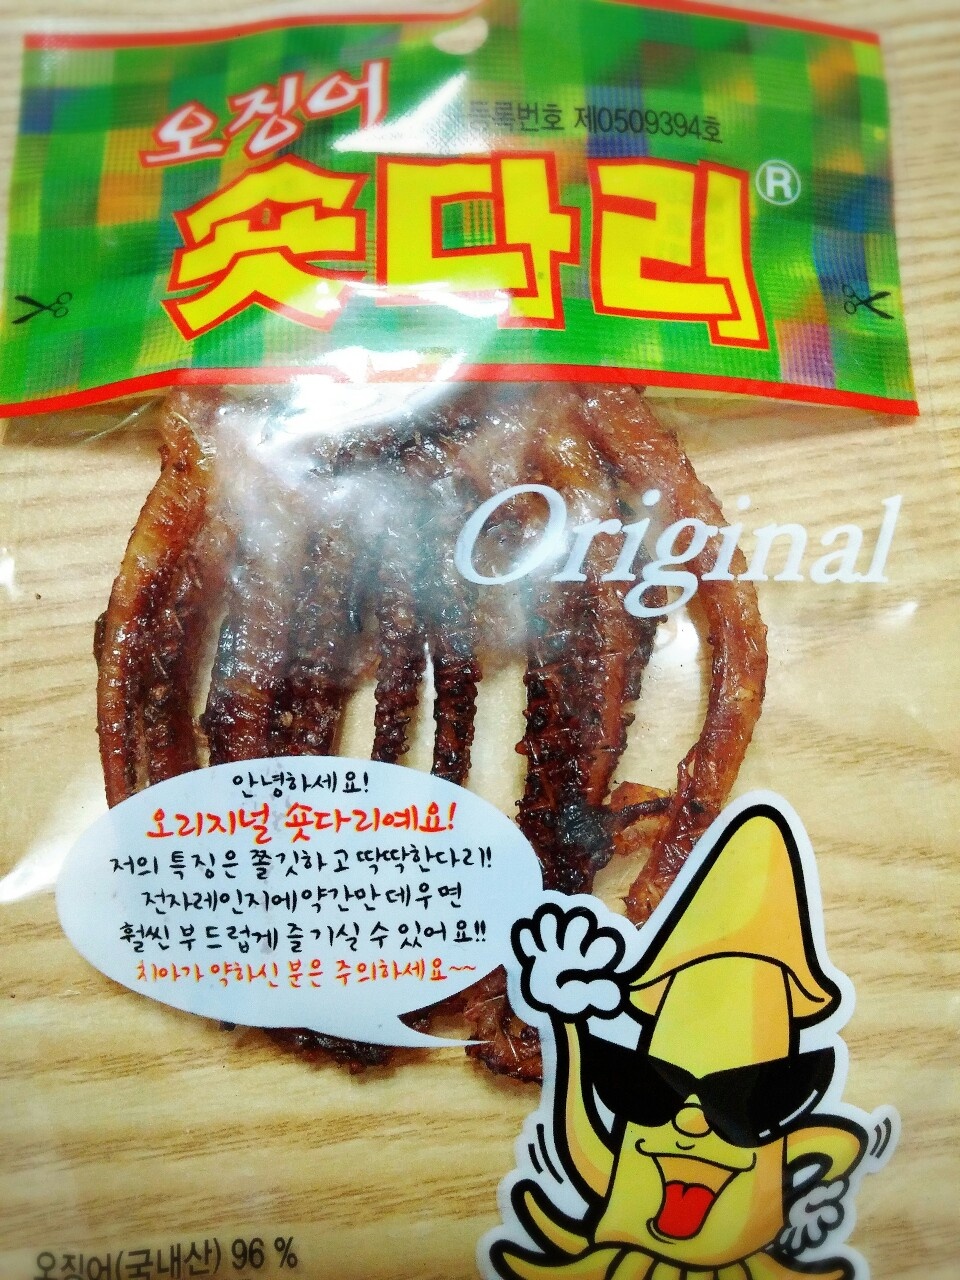 오징어
등록번호 제0509394호
숏다리®
Original
안녕하세요!
오리지널 숏다리예요!
저의 특징은 쫄깃하고 딱딱한다리!
전자레인지에약간만데우면
훨씬 부드럽게 즐기실 수 있어요!!
치아가 약하신 분은 주의하세요~~
오징어(국내산) 96 %